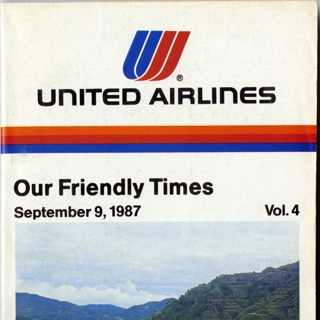 ®
UNITED AIRLINES
Our Friendly Times
September 9, 1987 Vol. 4